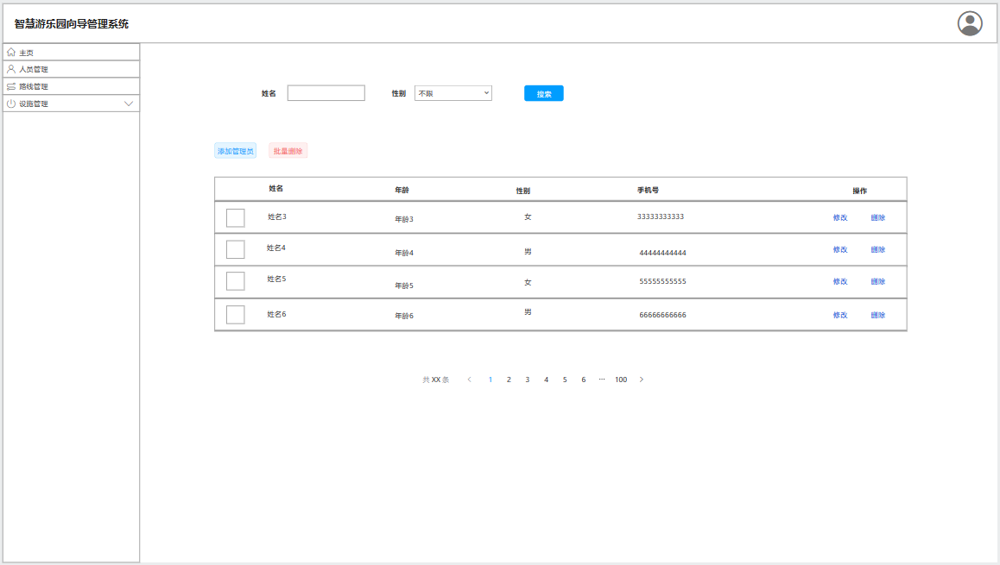 智慧游乐园向导管理系统
主页
人员管理
路线管理
设施管理
姓名 性别 不限 搜索
添加管理员 批量删除
姓名 年龄 性别 手机号 操作
姓名3 年龄3 女 33333333333 修改 删除
姓名4 年龄4 男 44444444444 修改 删除
姓名5 年龄5 女 55555555555 修改 删除
姓名6 年龄6 男 66666666666 修改 删除
共 XX 条 < 1 2 3 4 5 6 ··· 100 >